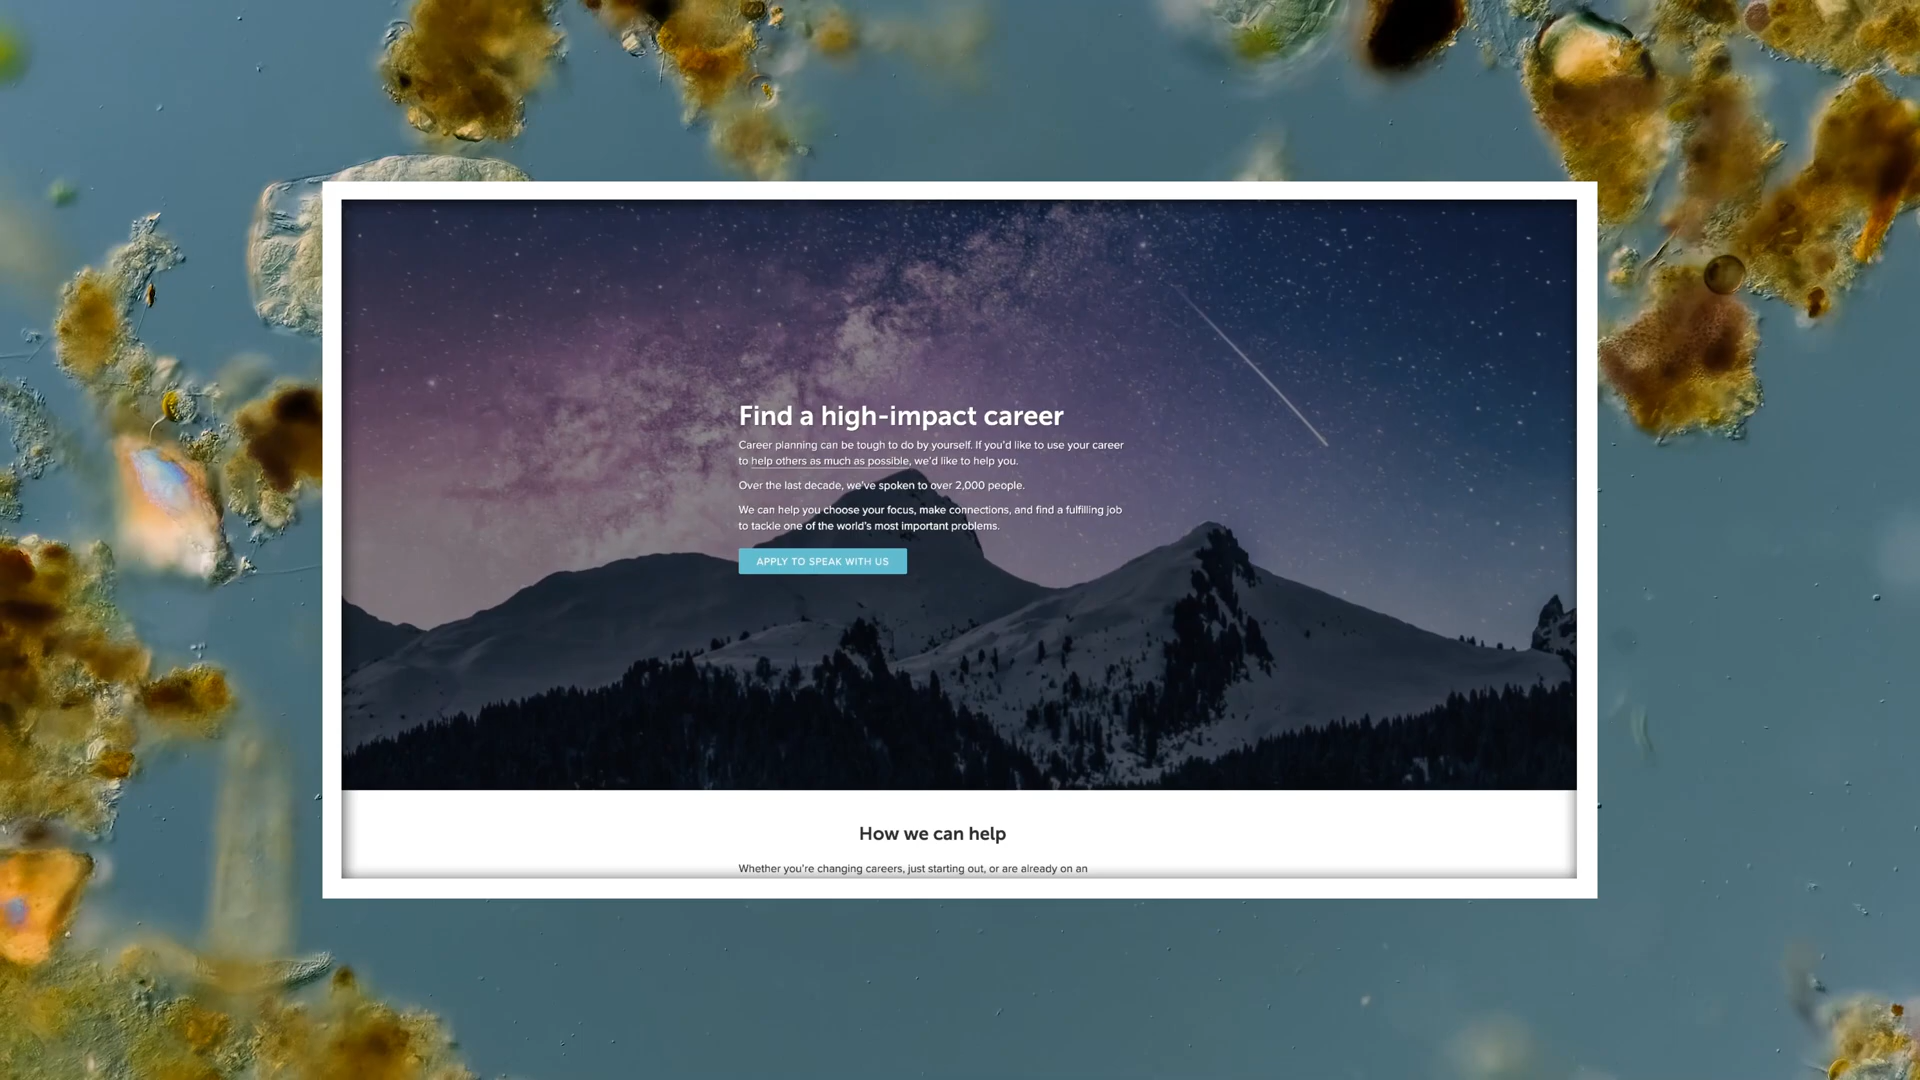 Find a high-impact career
Career planning can be tough to do by yourself. If you'd like to use your career
to help others as much as possible, we'd like to help you.
Over the last decade, we've spoken to over 2,000 people.
We can help you choose your focus, make connections, and find a fulfilling job
to tackle one of the world's most important problems.
APPLY TO SPEAK WITH US
How we can help
Whether you're changing careers, just starting out, or are already on an